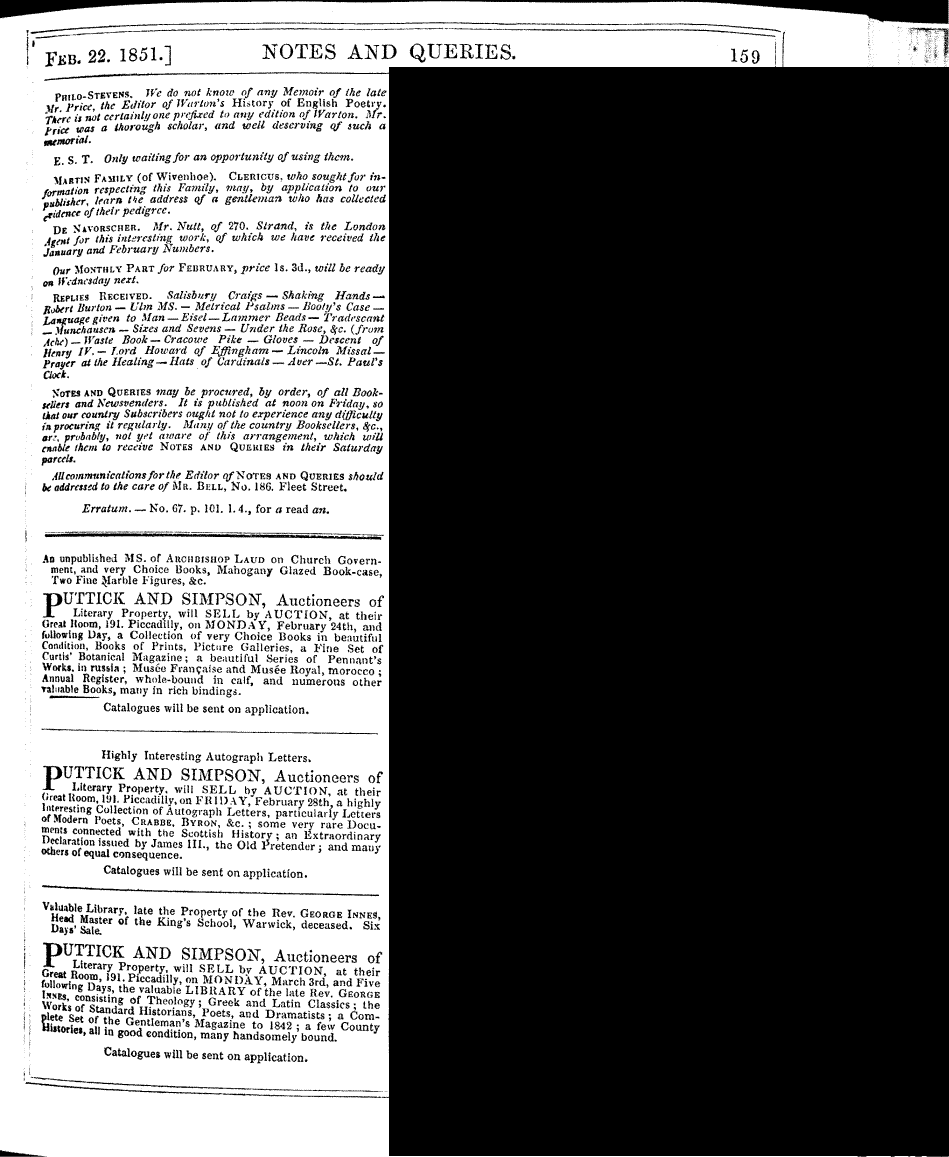 FEB. 22. 1851.] NOTES AND QUERIES. 159
PHILO-STEVENS. We do not know of any Memoir of the late
Mr. Price, the Editor of Warton's History of English Poetry.
There is not certainly one prefixed to any edition of Warton. Mr.
Price was a thorough scholar, and well deserving of such a
memorial.
E. S. T. Only waiting for an opportunity of using them.
MARTIN FAMILY (of Wivenhoe). CLERICUS, who sought for in-
formation respecting this Family, may, by application to our
publisher, learn the address of a gentleman who has collected
evidence of their pedigree.
DE NAVORSCHER. Mr. Nutt, of 270. Strand, is the London
Agent for this interesting work, of which we have received the
January and February Numbers.
Our MONTHLY PART for FEBRUARY, price 1s. 3d., will be ready
on Wednesday next.
REPLIES RECEIVED. Salisbury Craigs — Shaking Hands —
Robert Burton — Ulm MS. — Metrical Psalms — Booty's Case —
Language given to Man — Eisel — Lammer Beads — Tradescant
— Munchausen — Sixes and Sevens — Under the Rose, &c. (from
Ache) — Waste Book — Cracowe Pike — Gloves — Descent of
Henry IV. — Lord Howard of Effingham — Lincoln Missal —
Prayer at the Healing — Hats of Cardinals — Aver — St. Paul's
Clock.
NOTES AND QUERIES may be procured, by order, of all Book-
sellers and Newsvenders. It is published at noon on Friday, so
that our country Subscribers ought not to experience any difficulty
in procuring it regularly. Many of the country Booksellers, &c.,
are, probably, not yet aware of this arrangement, which will
enable them to receive NOTES AND QUERIES in their Saturday
parcels.
All communications for the Editor of NOTES AND QUERIES should
be addressed to the care of MR. BELL, No. 186. Fleet Street.
Erratum. — No. 67. p. 101. l. 4., for a read an.
An unpublished MS. of ARCHBISHOP LAUD on Church Govern-
ment, and very Choice Books, Mahogany Glazed Book-case,
Two Fine Marble Figures, &c.
PUTTICK AND SIMPSON, Auctioneers of
Literary Property, will SELL by AUCTION, at their
Great Room, 191. Piccadilly, on MONDAY, February 24th, and
following Day, a Collection of very Choice Books in beautiful
Condition, Books of Prints, Picture Galleries, a Fine Set of
Curtis' Botanical Magazine; a beautiful Series of Pennant's
Works, in russia; Musée Française and Musée Royal, morocco;
Annual Register, whole-bound in calf, and numerous other
valuable Books, many in rich bindings.
Catalogues will be sent on application.
Highly Interesting Autograph Letters.
PUTTICK AND SIMPSON, Auctioneers of
Literary Property, will SELL by AUCTION, at their
Great Room, 191. Piccadilly, on FRIDAY, February 28th, a highly
Interesting Collection of Autograph Letters, particularly Letters
of Modern Poets, CRABBE, BYRON, &c.; some very rare Docu-
ments connected with the Scottish History; an Extraordinary
Declaration issued by James III., the Old Pretender; and many
others of equal consequence.
Catalogues will be sent on application.
Valuable Library, late the Property of the Rev. GEORGE INNES,
Head Master of the King's School, Warwick, deceased. Six
Days' Sale.
PUTTICK AND SIMPSON, Auctioneers of
Literary Property, will SELL by AUCTION, at their
Great Room, 191. Piccadilly, on MONDAY, March 3rd, and Five
following Days, the valuable LIBRARY of the late Rev. GEORGE
INNES, consisting of Theology; Greek and Latin Classics; the
Works of Standard Historians, Poets, and Dramatists; a Com-
plete Set of the Gentleman's Magazine to 1842; a few County
Histories, all in good condition, many handsomely bound.
Catalogues will be sent on application.